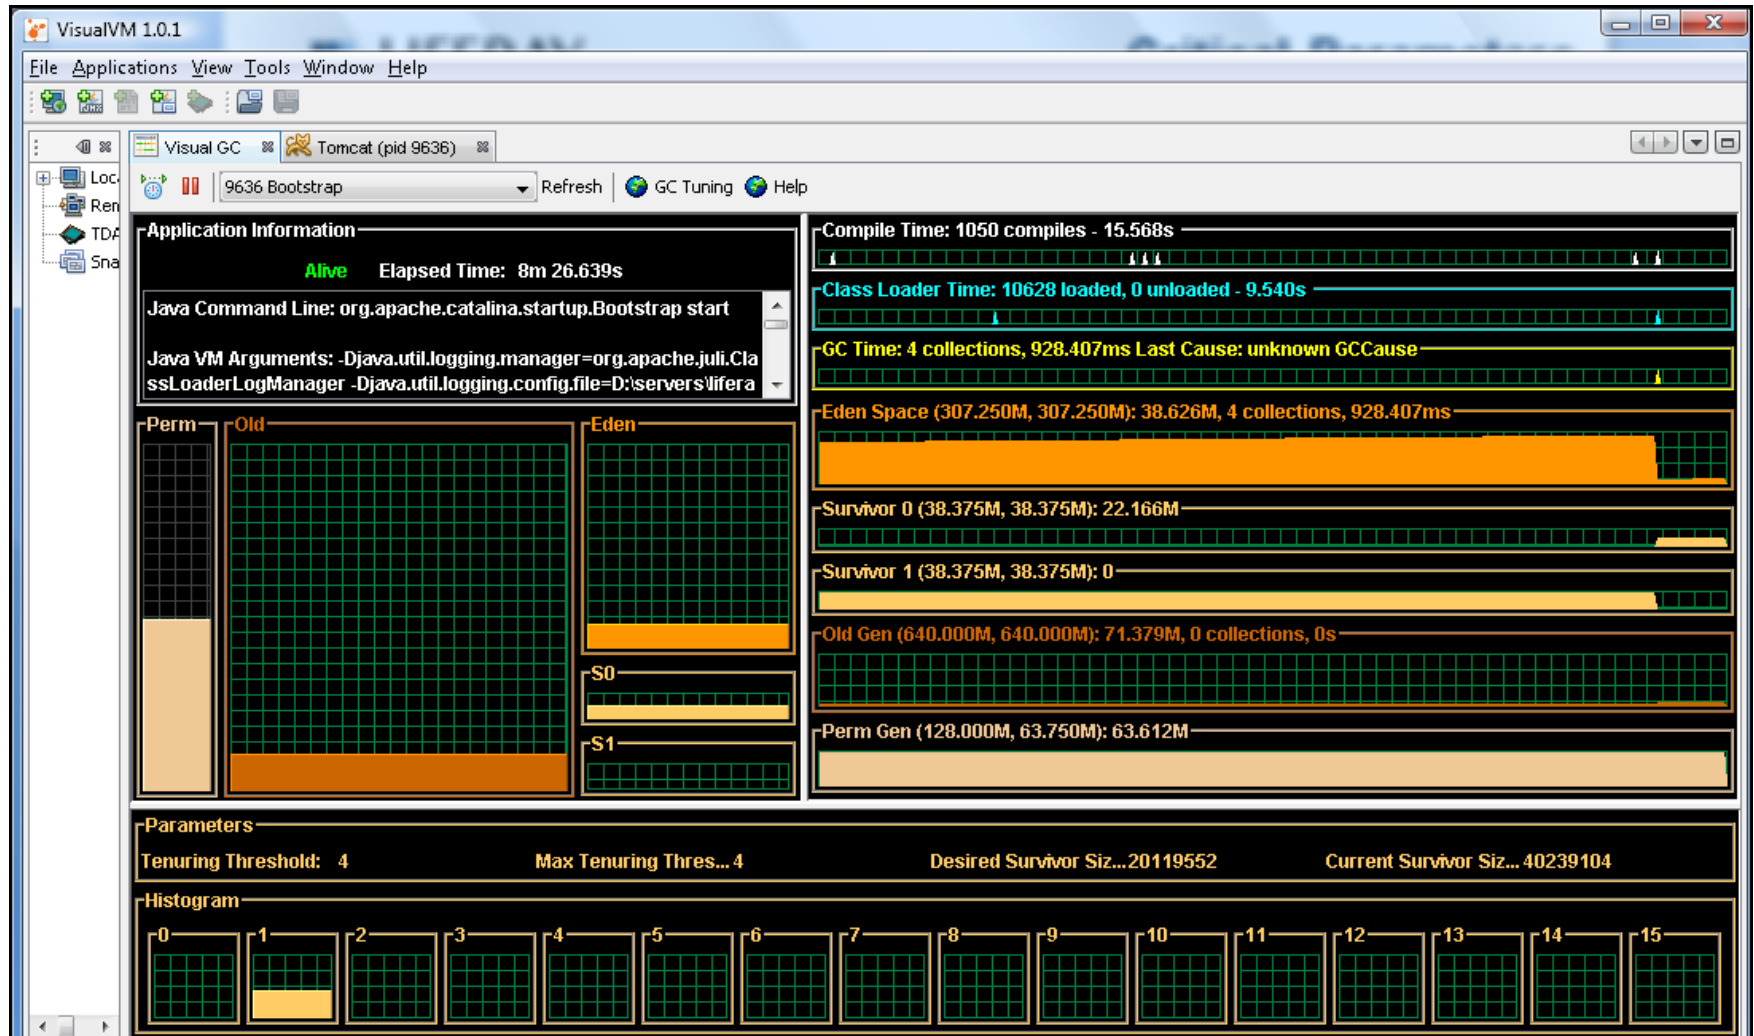 VisualVM 1.0.1
File Applications View Tools Window Help
Visual GC
Tomcat (pid 9636)
9636 Bootstrap
Refresh
GC Tuning
Help
Loc
Ren
TDA
Sna
Application Information
Alive Elapsed Time: 8m 26.639s
Java Command Line: org.apache.catalina.startup.Bootstrap start
Java VM Arguments: -Djava.util.logging.manager=org.apache.juli.Cla
ssLoaderLogManager -Djava.util.logging.config.file=D:\servers\lifera
Perm
Old
Eden
S0
S1
Compile Time: 1050 compiles - 15.568s
Class Loader Time: 10628 loaded, 0 unloaded - 9.540s
GC Time: 4 collections, 928.407ms Last Cause: unknown GCCause
Eden Space (307.250M, 307.250M): 38.626M, 4 collections, 928.407ms
Survivor 0 (38.375M, 38.375M): 22.166M
Survivor 1 (38.375M, 38.375M): 0
Old Gen (640.000M, 640.000M): 71.379M, 0 collections, 0s
Perm Gen (128.000M, 63.750M): 63.612M
Parameters
Tenuring Threshold: 4 Max Tenuring Thres... 4 Desired Survivor Siz... 20119552 Current Survivor Siz... 40239104
Histogram
0 1 2 3 4 5 6 7 8 9 10 11 12 13 14 15